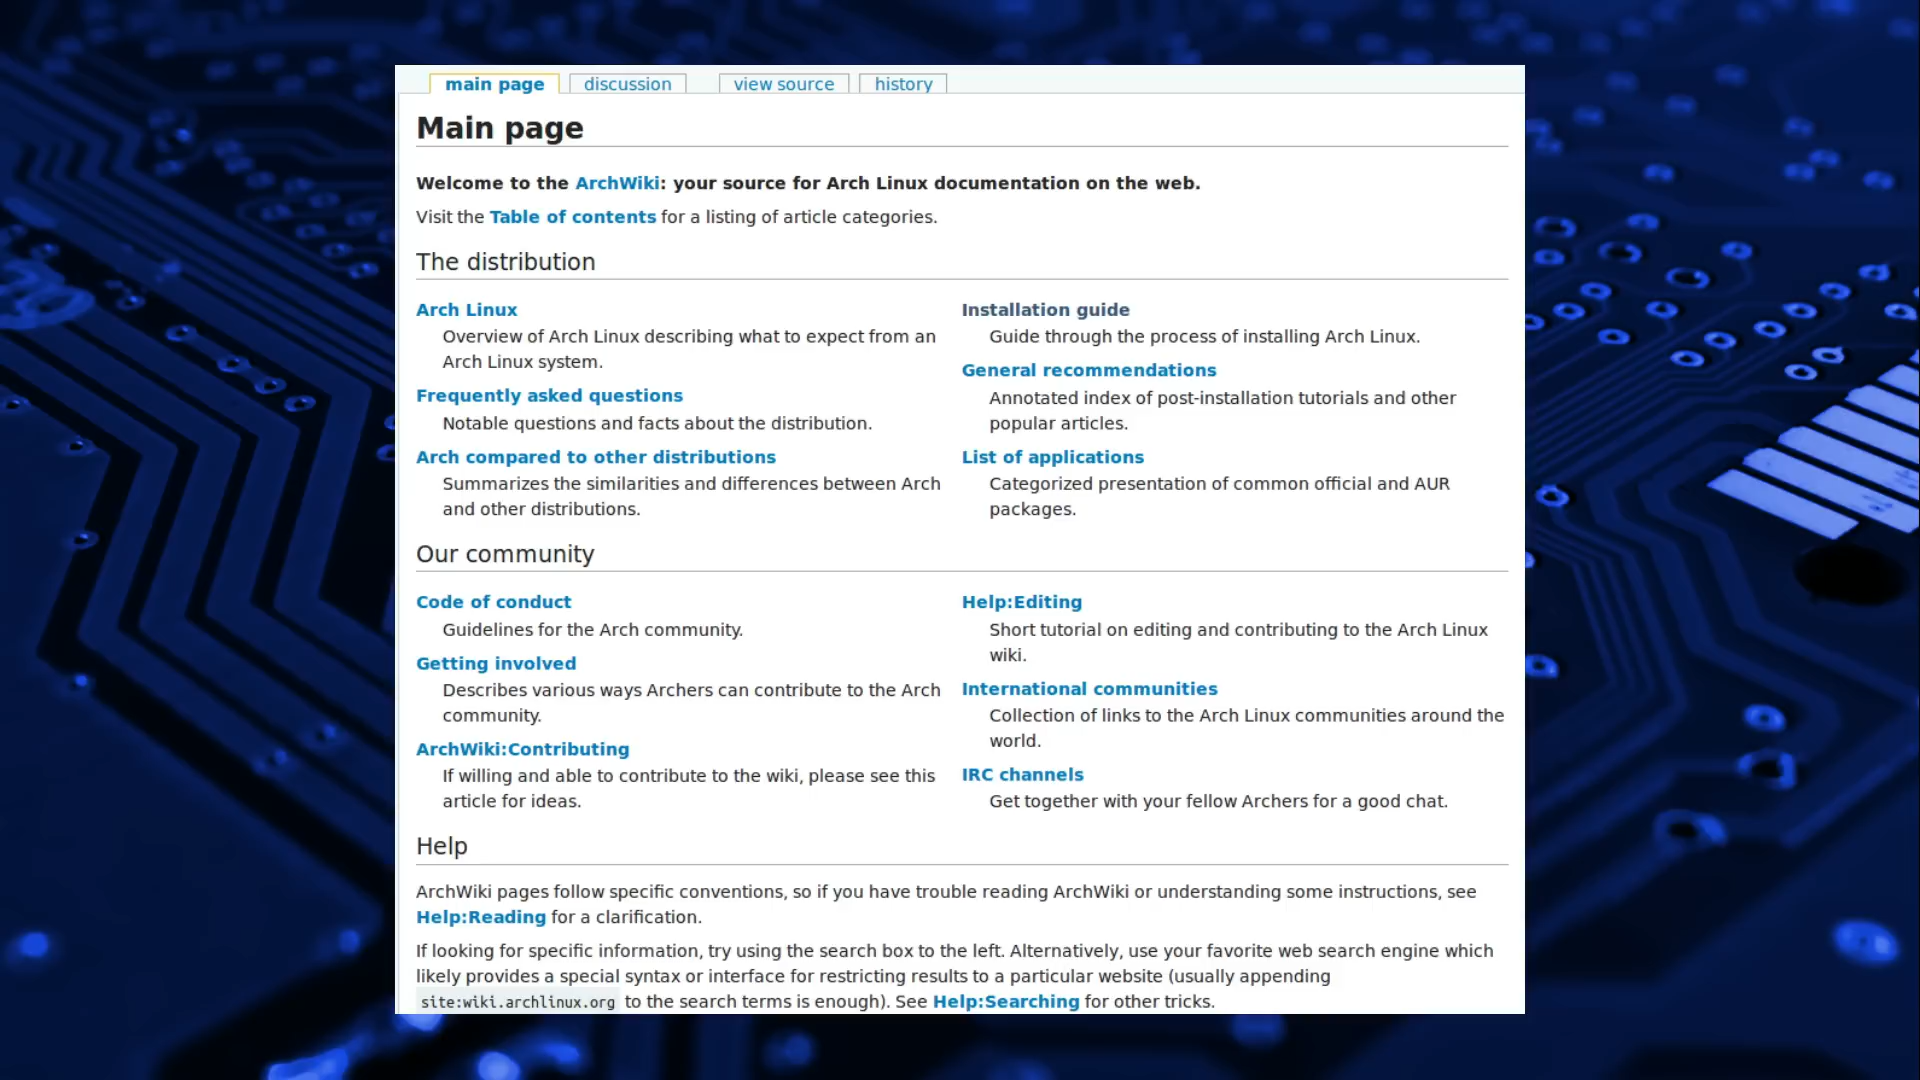 main page discussion view source history
Main page
Welcome to the ArchWiki: your source for Arch Linux documentation on the web.
Visit the Table of contents for a listing of article categories.
The distribution
Arch Linux
Overview of Arch Linux describing what to expect from an
Arch Linux system.
Frequently asked questions
Notable questions and facts about the distribution.
Arch compared to other distributions
Summarizes the similarities and differences between Arch
and other distributions.
Installation guide
Guide through the process of installing Arch Linux.
General recommendations
Annotated index of post-installation tutorials and other
popular articles.
List of applications
Categorized presentation of common official and AUR
packages.
Our community
Code of conduct
Guidelines for the Arch community.
Getting involved
Describes various ways Archers can contribute to the Arch
community.
ArchWiki:Contributing
If willing and able to contribute to the wiki, please see this
article for ideas.
Help:Editing
Short tutorial on editing and contributing to the Arch Linux
wiki.
International communities
Collection of links to the Arch Linux communities around the
world.
IRC channels
Get together with your fellow Archers for a good chat.
Help
ArchWiki pages follow specific conventions, so if you have trouble reading ArchWiki or understanding some instructions, see
Help:Reading for a clarification.
If looking for specific information, try using the search box to the left. Alternatively, use your favorite web search engine which
likely provides a special syntax or interface for restricting results to a particular website (usually appending
site:wiki.archlinux.org to the search terms is enough). See Help:Searching for other tricks.